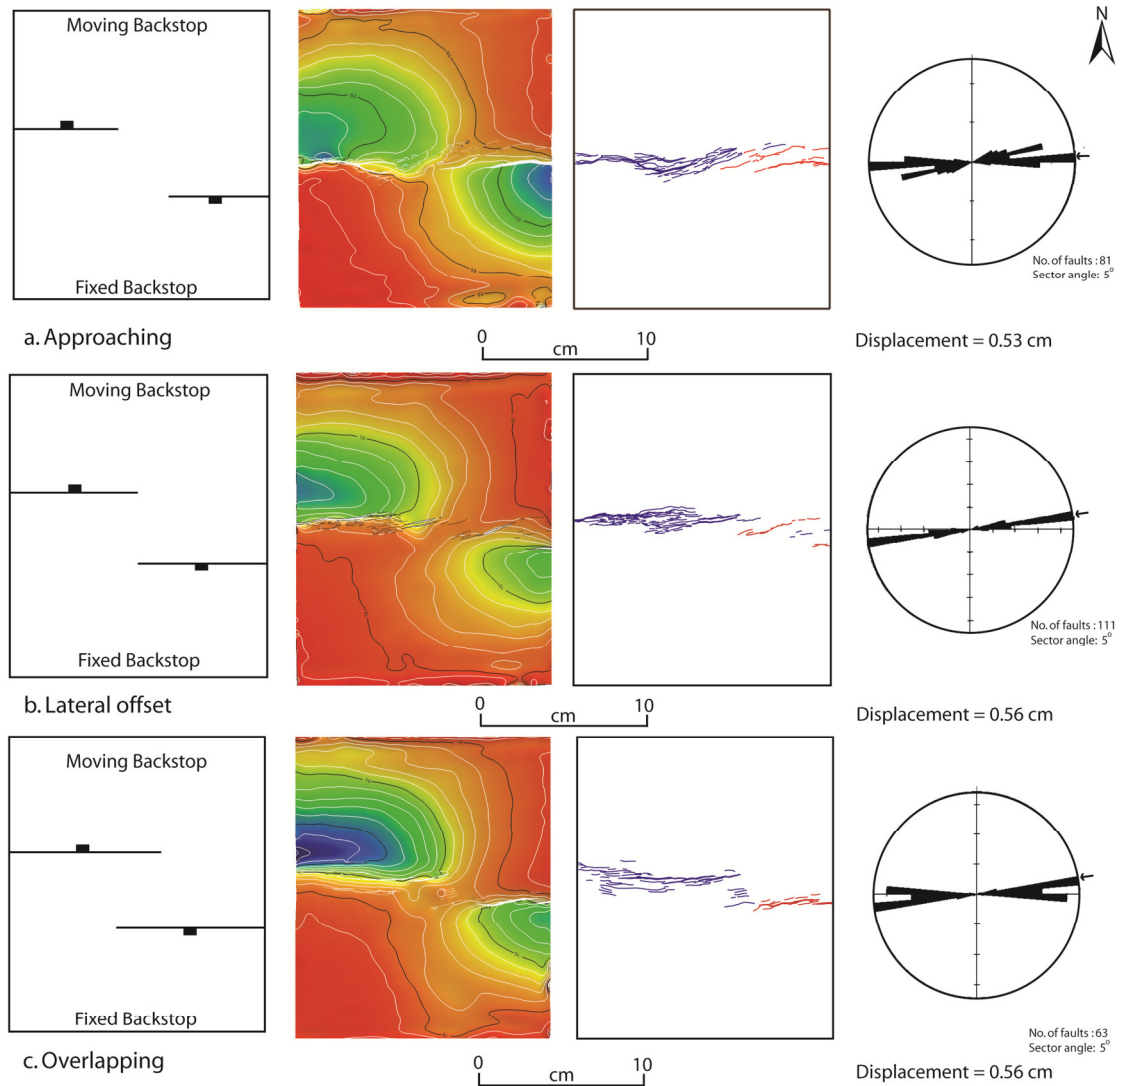 N
Moving Backstop
Fixed Backstop
No. of faults : 81
Sector angle: 5°
a. Approaching
0 10
cm
Displacement = 0.53 cm
Moving Backstop
Fixed Backstop
No. of faults : 111
Sector angle: 5°
b. Lateral offset
0 10
cm
Displacement = 0.56 cm
Moving Backstop
Fixed Backstop
No. of faults : 63
Sector angle: 5°
c. Overlapping
0 10
cm
Displacement = 0.56 cm